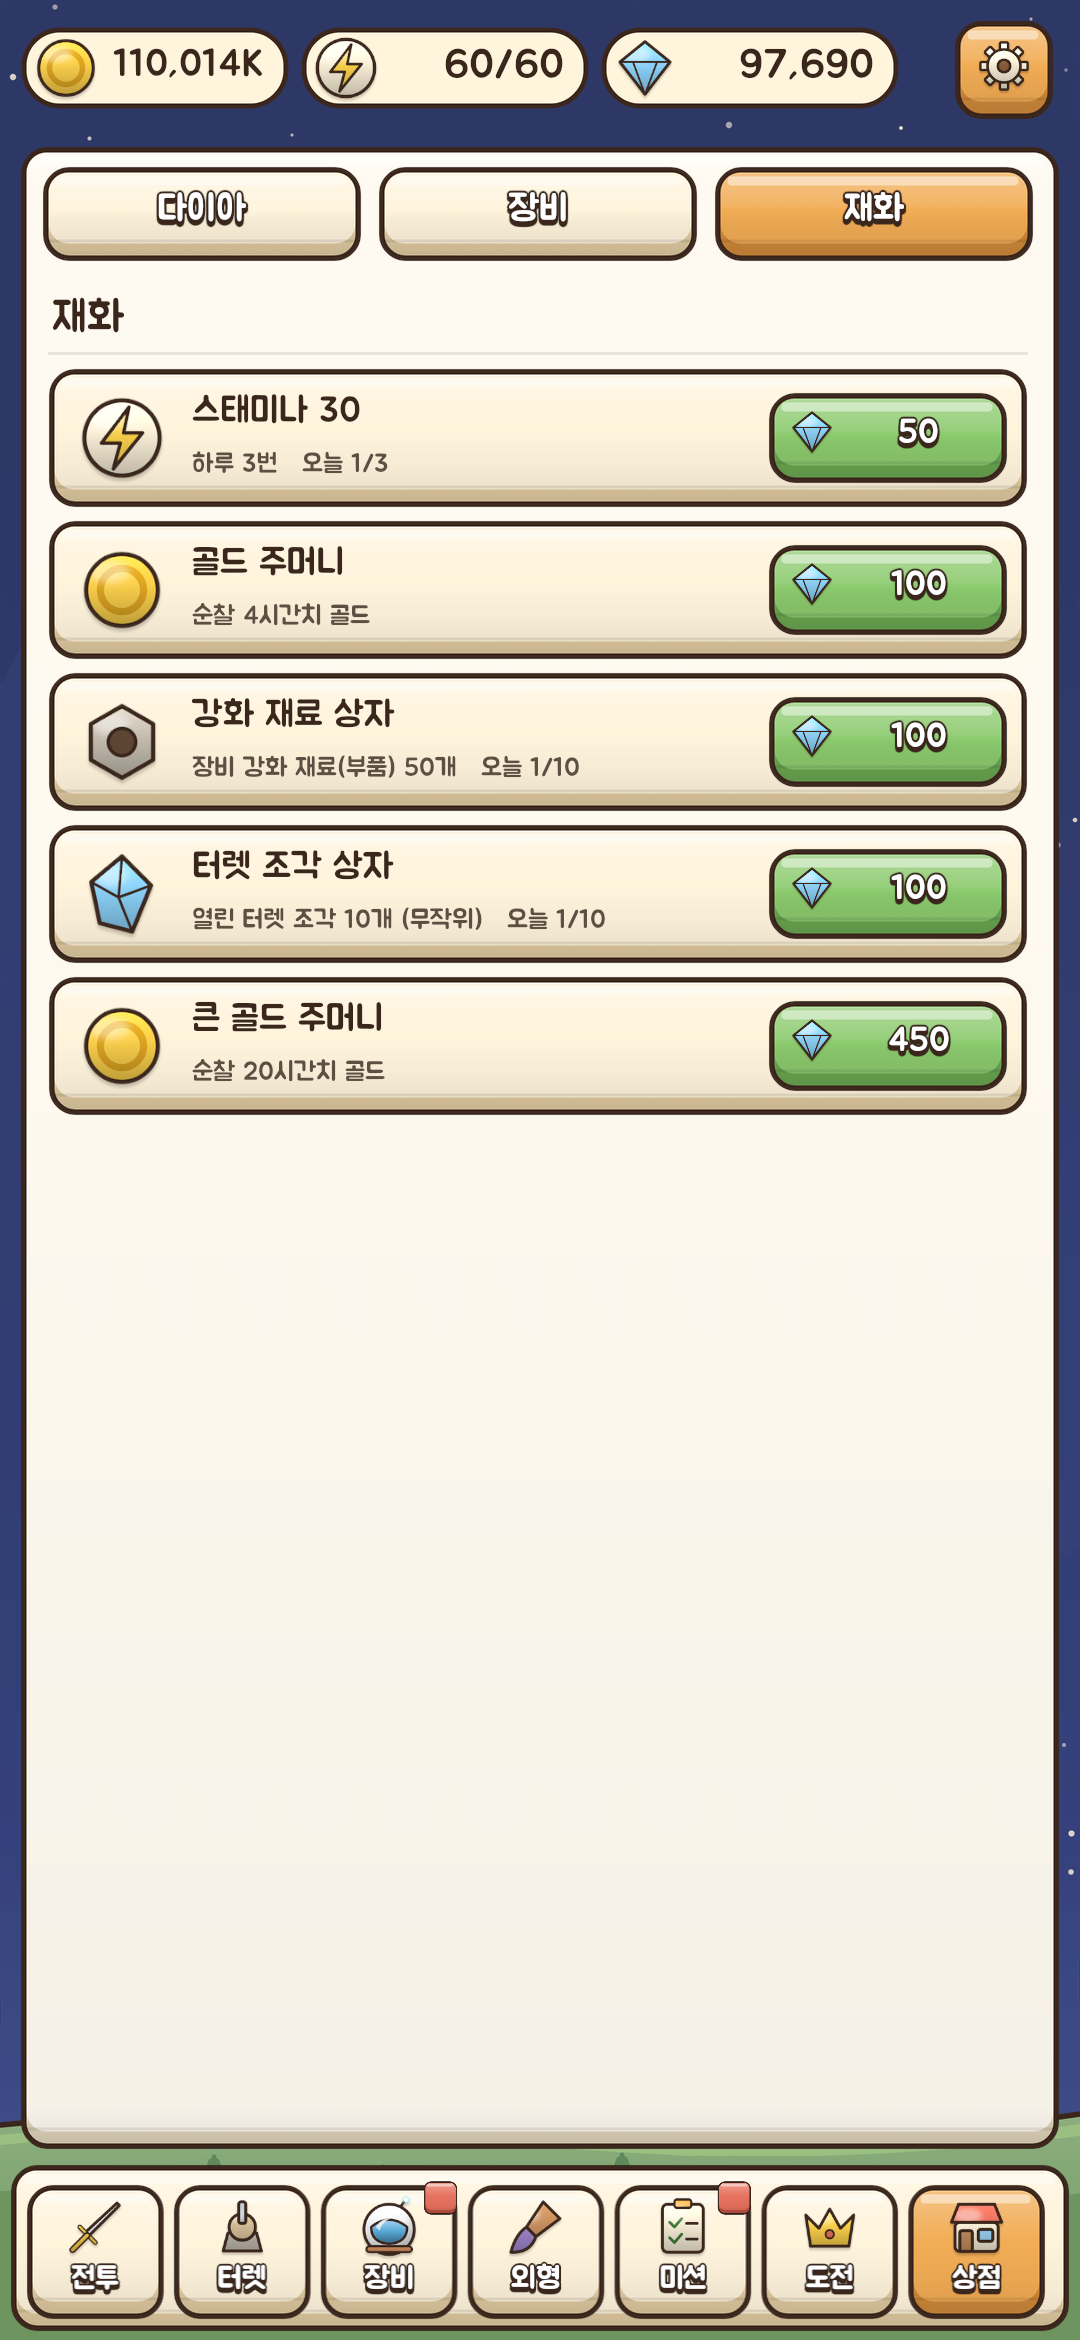 110,014K 60/60 97,690
다이아 장비 재화
재화
스태미나 30
하루 3번 오늘 1/3
50
골드 주머니
순찰 4시간치 골드
100
강화 재료 상자
장비 강화 재료(부품) 50개 오늘 1/10
100
터렛 조각 상자
열린 터렛 조각 10개 (무작위) 오늘 1/10
100
큰 골드 주머니
순찰 20시간치 골드
450
전투 터렛 장비 외형 미션 도전 상점